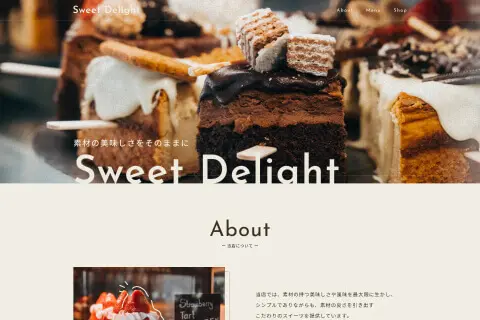 Sweet Delight
About Menu Shop
素材の美味しさをそのままに
Sweet Delight
About
ー 当店について ー
当店では、素材の持つ美味しさや風味を最大限に生かし、
シンプルでありながらも、素材の良さを引き出す
こだわりのスイーツを提供しています。
Strawberry
Tart